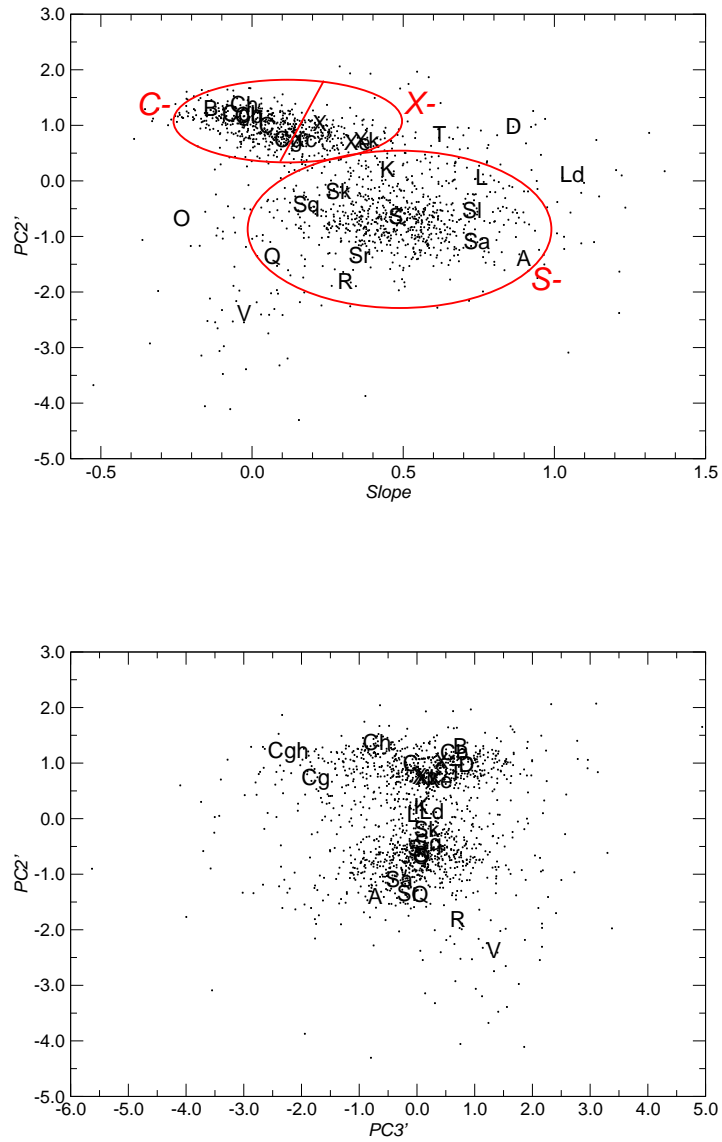 3.0
2.0
1.0
0.0
-1.0
-2.0
-3.0
-4.0
-5.0
PC2'
C-
X-
S-
B
Ch
X
T
D
K
L
Ld
Sk
Sq
S
Sl
O
Q
Sr
Sa
A
R
V
-0.5
0.0
0.5
1.0
1.5
Slope
3.0
2.0
1.0
0.0
-1.0
-2.0
-3.0
-4.0
-5.0
PC2'
Cgh
Ch
Cg
C
Cb
B
D
K
L
Ld
Sk
Sa
Q
A
R
V
-6.0
-5.0
-4.0
-3.0
-2.0
-1.0
0.0
1.0
2.0
3.0
4.0
5.0
PC3'